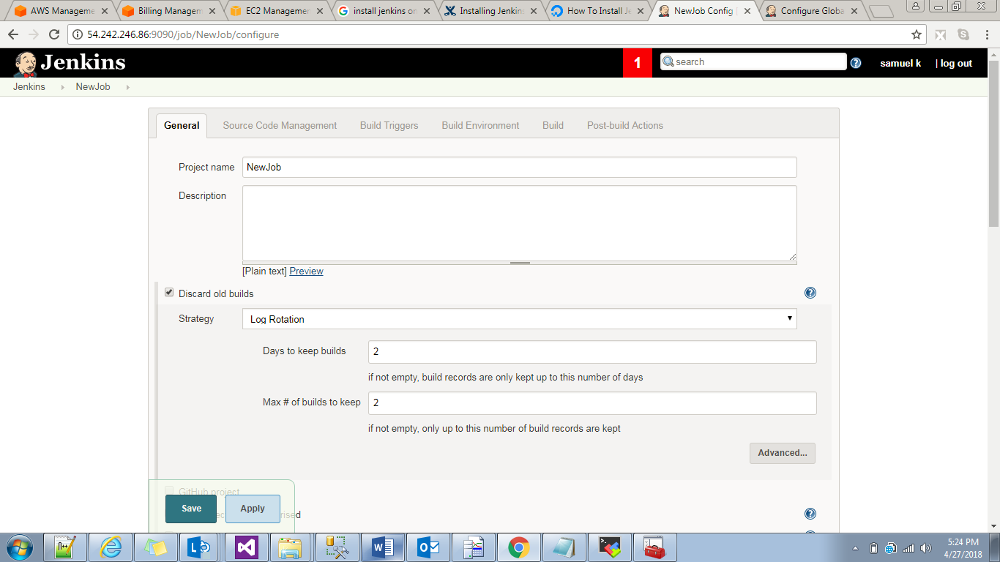 AWS Manageme
Billing Managem
EC2 Managemen
install jenkins on
Installing Jenkins
How To Install Je
NewJob Config [
Configure Globa
54.242.246.86:9090/job/NewJob/configure
Jenkins
1
search
samuel k
| log out
Jenkins
NewJob
General
Source Code Management
Build Triggers
Build Environment
Build
Post-build Actions
Project name
NewJob
Description
[Plain text] Preview
Discard old builds
Strategy
Log Rotation
Days to keep builds
2
if not empty, build records are only kept up to this number of days
Max # of builds to keep
2
if not empty, only up to this number of build records are kept
Advanced...
GitHub project
Save
Apply
5:24 PM
4/27/2018